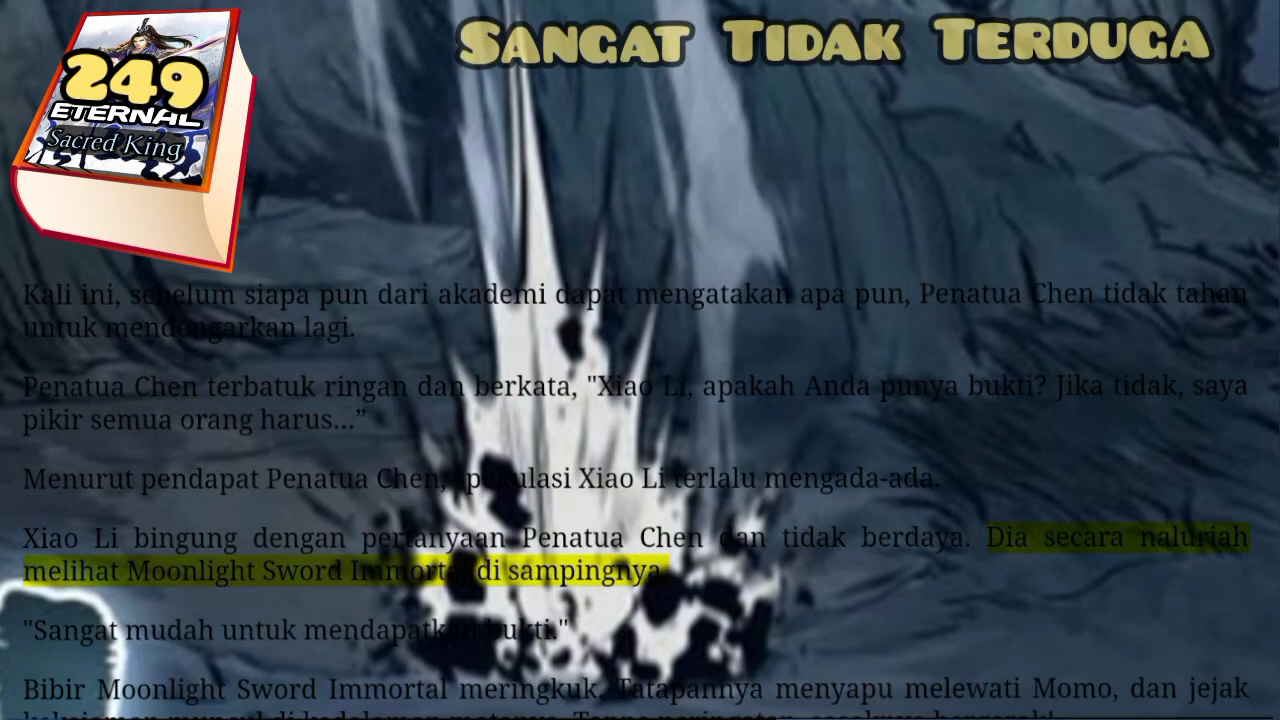 SANGAT TIDAK TERDUGA
249
ETERNAL
Sacred King
Kali ini, sebelum siapa pun dari akademi dapat mengatakan apa pun, Penatua Chen tidak tahan
untuk mendengarkan lagi.
Penatua Chen terbatuk ringan dan berkata, "Xiao Li, apakah Anda punya bukti? Jika tidak, saya
pikir semua orang harus…”
Menurut pendapat Penatua Chen, spekulasi Xiao Li terlalu mengada-ada.
Xiao Li bingung dengan pertanyaan Penatua Chen dan tidak berdaya. Dia secara naluriah
melihat Moonlight Sword Immortal di sampingnya.
"Sangat mudah untuk mendapatkan bukti."
Bibir Moonlight Sword Immortal meringkuk. Tatapannya menyapu melewati Momo, dan jejak